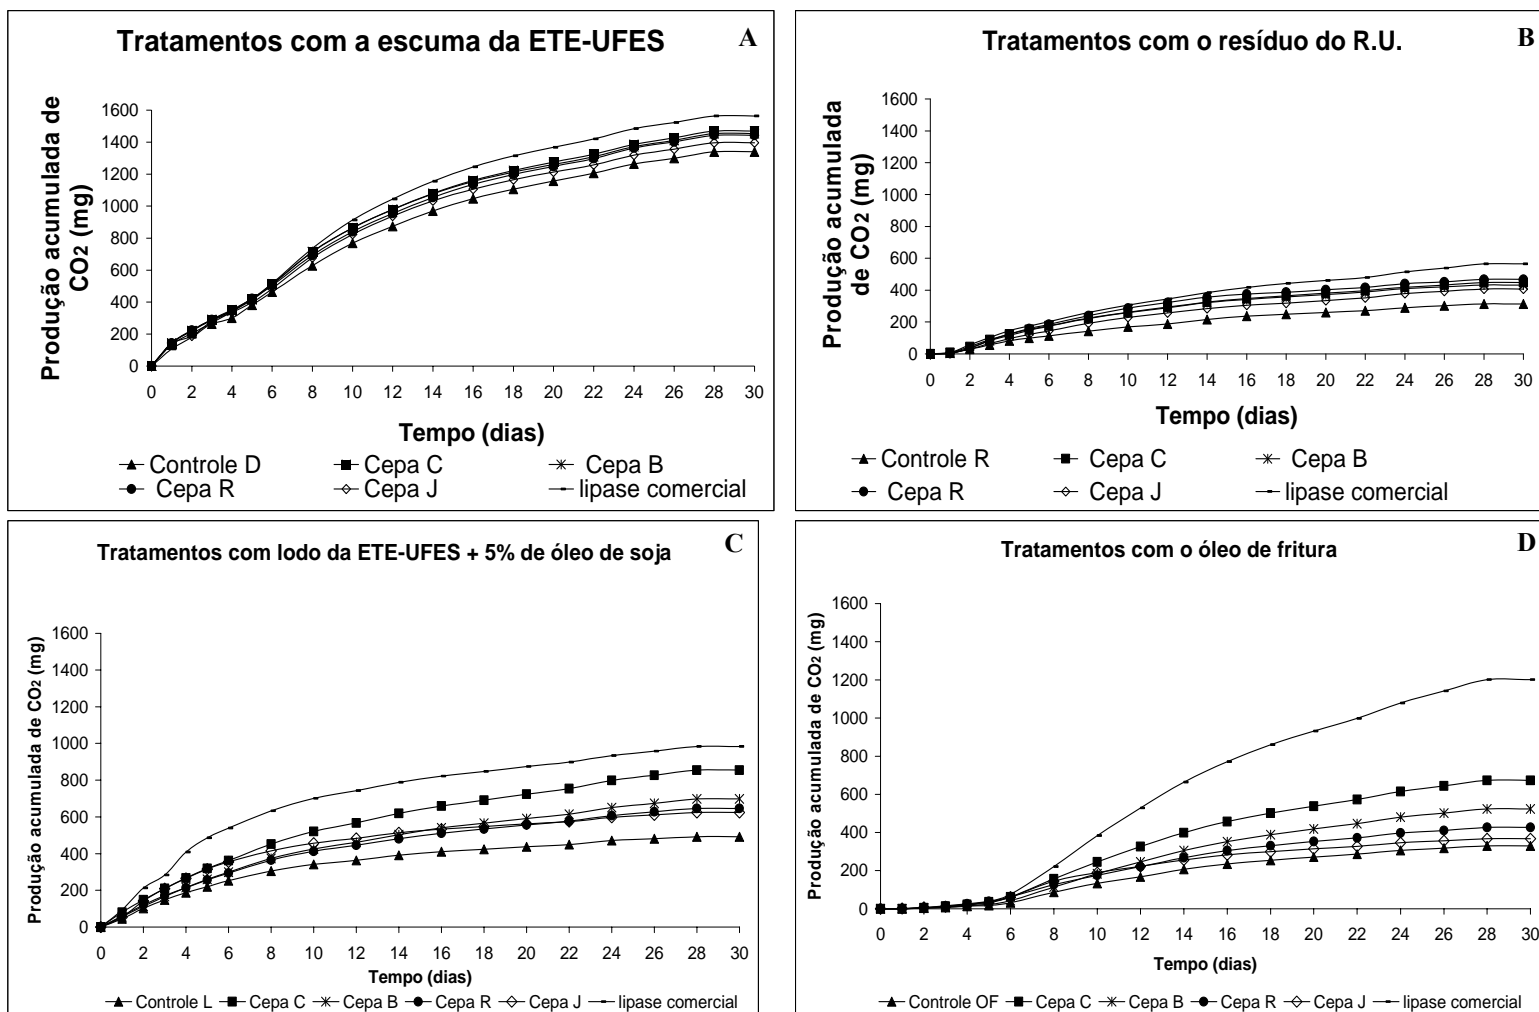 Tratamentos com a escuma da ETE-UFES
A
Produção acumulada de
CO2 (mg)
1600
1400
1200
1000
800
600
400
200
0
0 2 4 6 8 10 12 14 16 18 20 22 24 26 28 30
Tempo (dias)
Controle D Cepa C Cepa B
Cepa R Cepa J lipase comercial
Tratamentos com o resíduo do R.U.
B
Produção acumulada
de CO2 (mg)
1600
1400
1200
1000
800
600
400
200
0
0 2 4 6 8 10 12 14 16 18 20 22 24 26 28 30
Tempo (dias)
Controle R Cepa C Cepa B
Cepa R Cepa J lipase comercial
Tratamentos com lodo da ETE-UFES + 5% de óleo de soja
C
Produção acumulada de CO2 (mg)
1600
1400
1200
1000
800
600
400
200
0
0 2 4 6 8 10 12 14 16 18 20 22 24 26 28 30
Tempo (dias)
Controle L Cepa C Cepa B Cepa R Cepa J lipase comercial
Tratamentos com o óleo de fritura
D
Produção acumulada de CO2 (mg)
1600
1400
1200
1000
800
600
400
200
0
0 2 4 6 8 10 12 14 16 18 20 22 24 26 28 30
Tempo (dias)
Controle OF Cepa C Cepa B Cepa R Cepa J lipase comercial